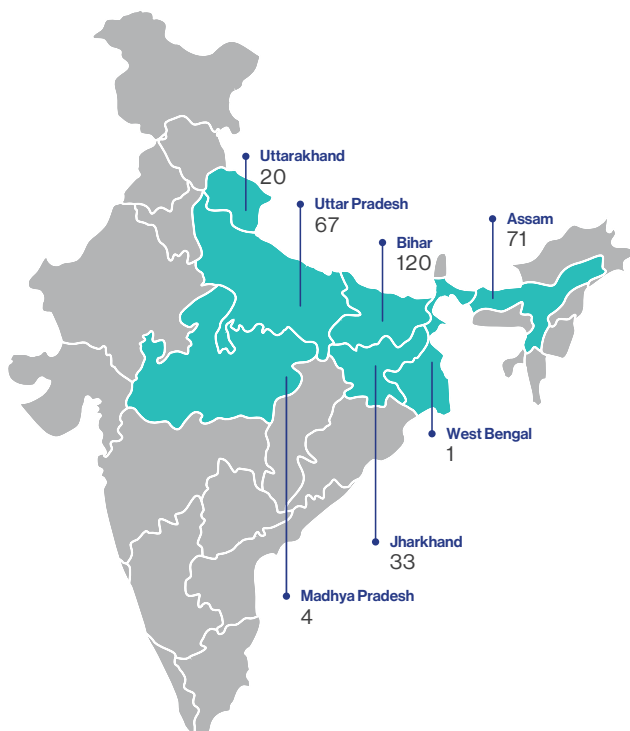 Uttarakhand
20
Uttar Pradesh
67
Bihar
120
Assam
71
West Bengal
1
Jharkhand
33
Madhya Pradesh
4